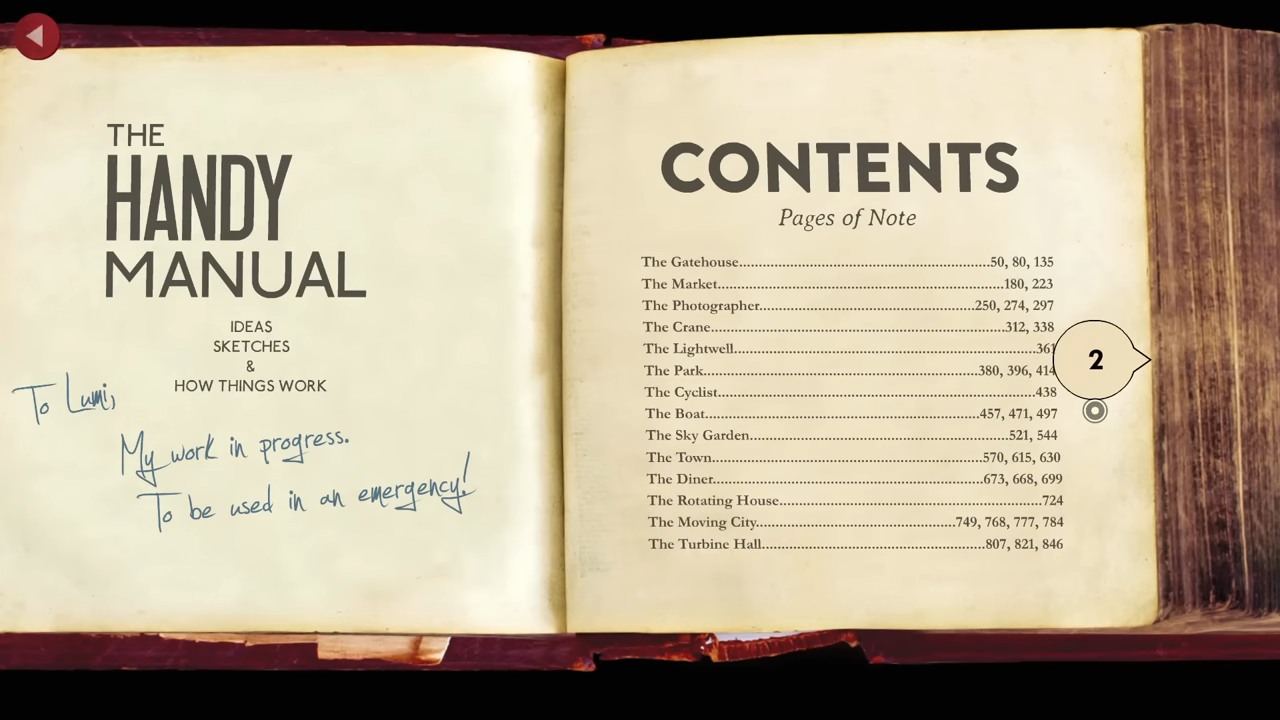 THE
HANDY
MANUAL
IDEAS
SKETCHES
&
HOW THINGS WORK
To Lumi,
My work in progress.
To be used in an emergency!
CONTENTS
Pages of Note
The Gatehouse..............................................................50, 80, 135
The Market.......................................................................180, 223
The Photographer.....................................................250, 274, 297
The Crane.........................................................................312, 338
The Lightwell...........................................................................361
The Park..................................................................380, 396, 414
The Cyclist...............................................................................438
The Boat....................................................................457, 471, 497
The Sky Garden................................................................521, 544
The Town...................................................................570, 615, 630
The Diner...................................................................673, 668, 699
The Rotating House.................................................................724
The Moving City.................................................749, 768, 777, 784
The Turbine Hall.......................................................807, 821, 846
2